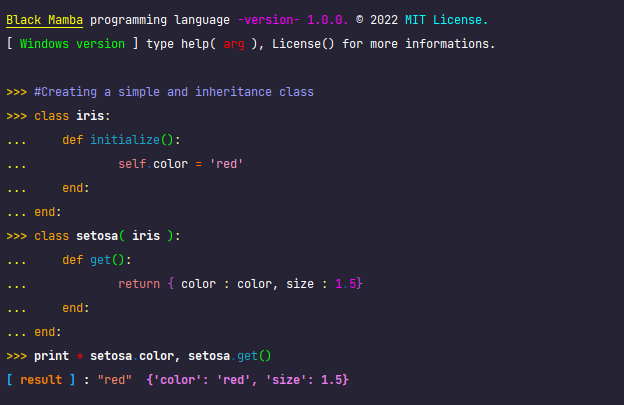 Black Mamba programming language -version- 1.0.0. © 2022 MIT License.
[ Windows version ] type help( arg ), License() for more informations.
>>> #Creating a simple and inheritance class
>>> class iris:
...     def initialize():
...             self.color = 'red'
...     end:
... end:
>>> class setosa( iris ):
...     def get():
...             return { color : color, size : 1.5}
...     end:
... end:
>>> print * setosa.color, setosa.get()
[ result ] : "red"  {'color': 'red', 'size': 1.5}